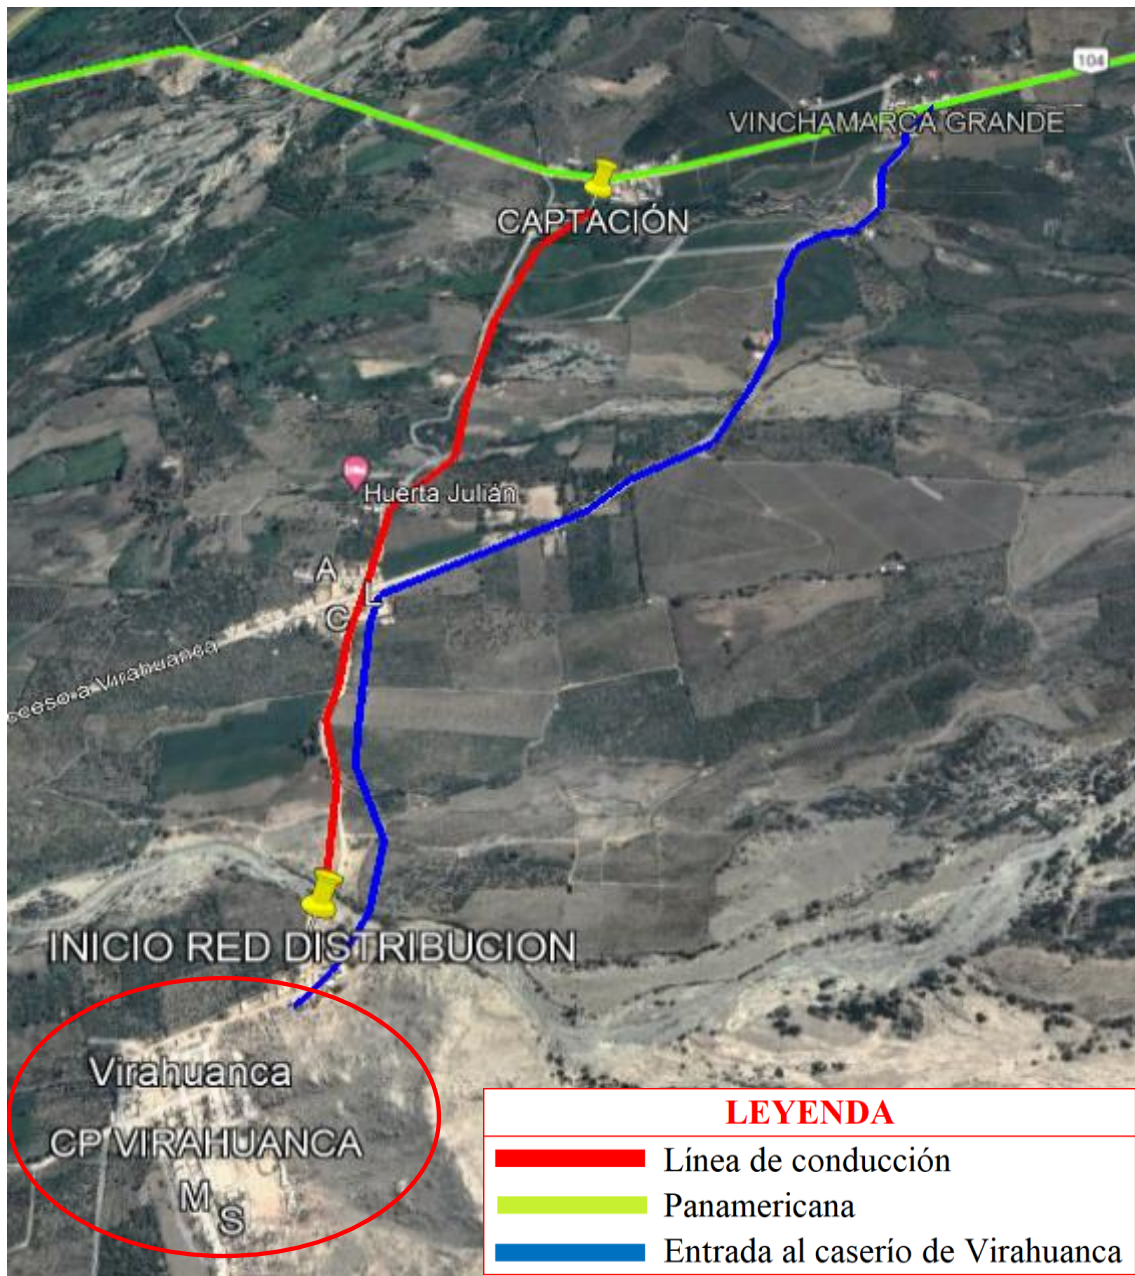 104
VINCHAMARCA GRANDE
CAPTACIÓN
Huerta Julián
A
L
C
cceso a Virahuanca
INICIO RED DISTRIBUCION
Virahuanca
CP VIRAHUANCA
M
S
LEYENDA
Línea de conducción
Panamericana
Entrada al caserío de Virahuanca